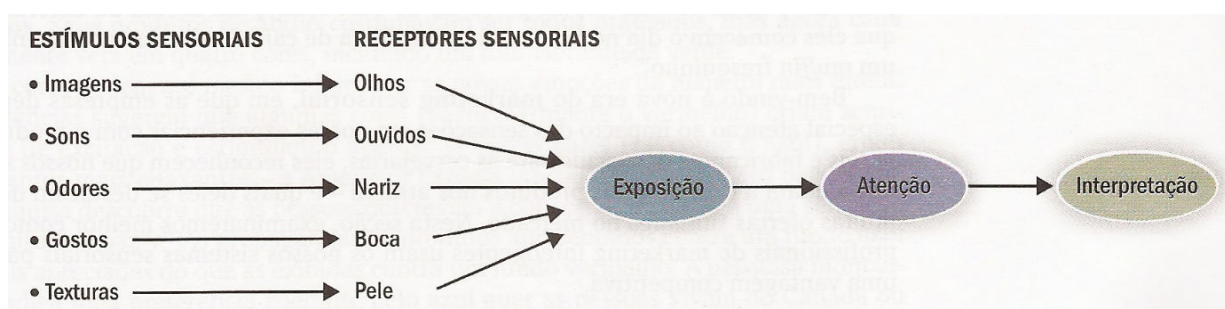 ESTÍMULOS SENSORIAIS RECEPTORES SENSORIAIS
• Imagens Olhos
• Sons Ouvidos
• Odores Nariz Exposição Atenção Interpretação
• Gostos Boca
• Texturas Pele